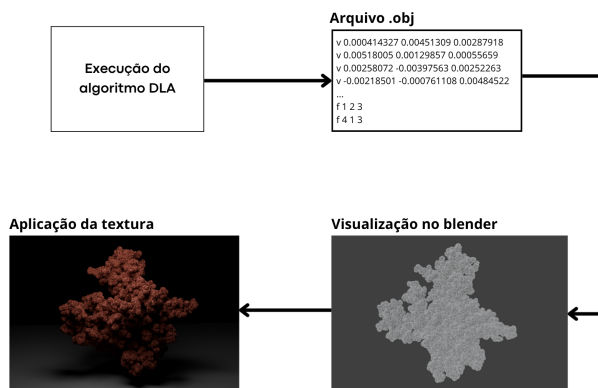 Arquivo .obj
Execução do
algoritmo DLA
v 0.000414327 0.00451309 0.00287918
v 0.00518005 0.00129857 0.00055659
v 0.00258072 -0.00397563 0.00252263
v -0.00218501 -0.000761108 0.00484522
...
f 1 2 3
f 4 1 3
Aplicação da textura
Visualização no blender